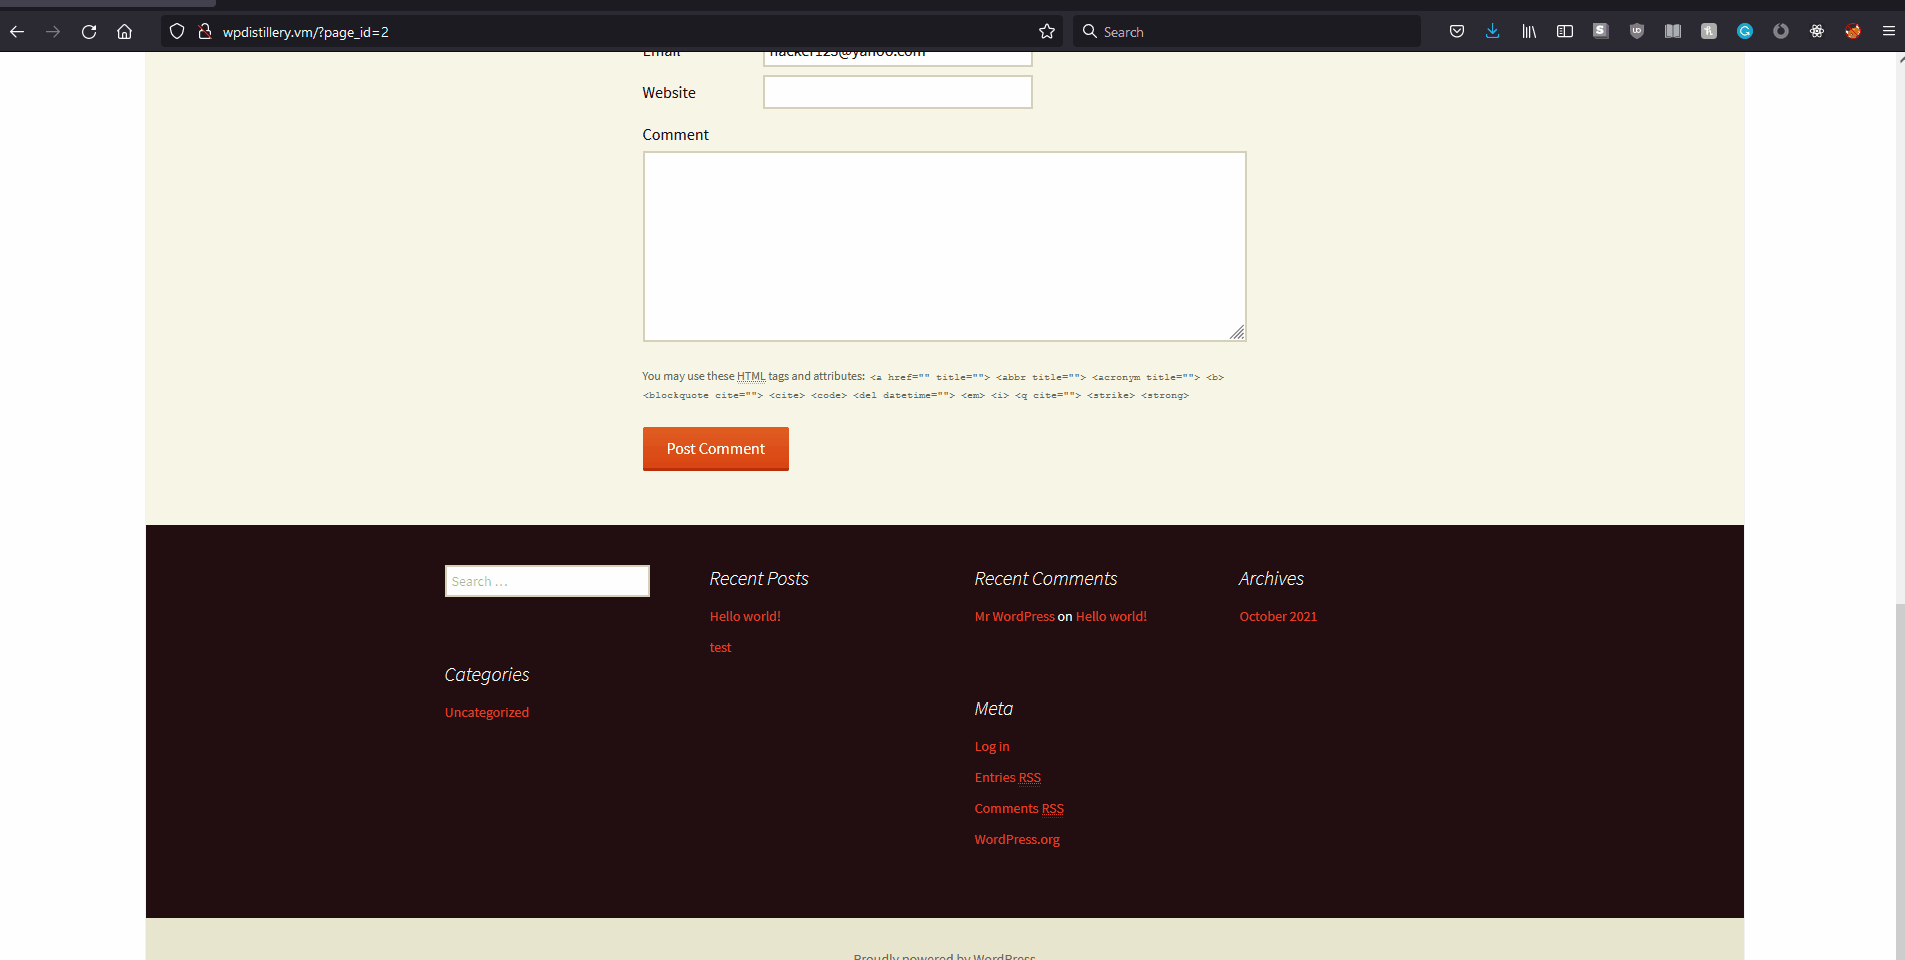 wpdistillery.vm/?page_id=2
Search
Email
hacker123@yahoo.com
Website
Comment
You may use these HTML tags and attributes: <a href="" title=""> <abbr title=""> <acronym title=""> <b>
<blockquote cite=""> <cite> <code> <del datetime=""> <em> <i> <q cite=""> <strike> <strong>
Post Comment
Search …
Recent Posts
Hello world!
test
Recent Comments
Mr WordPress on Hello world!
Archives
October 2021
Categories
Uncategorized
Meta
Log in
Entries RSS
Comments RSS
WordPress.org
Proudly powered by WordPress